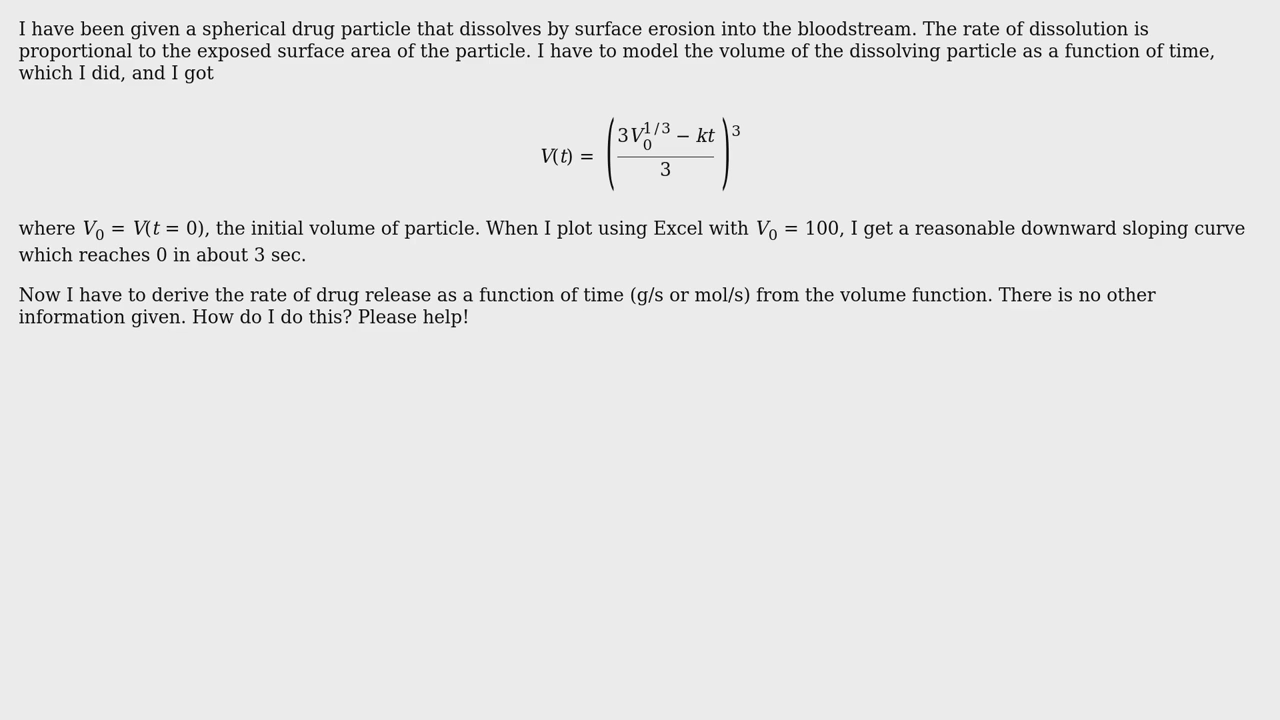 I have been given a spherical drug particle that dissolves by surface erosion into the bloodstream. The rate of dissolution is
proportional to the exposed surface area of the particle. I have to model the volume of the dissolving particle as a function of time,
which I did, and I got
V(t) = ((3V_0^{1/3} − kt)/3)^3
where V_0 = V(t = 0), the initial volume of particle. When I plot using Excel with V_0 = 100, I get a reasonable downward sloping curve
which reaches 0 in about 3 sec.
Now I have to derive the rate of drug release as a function of time (g/s or mol/s) from the volume function. There is no other
information given. How do I do this? Please help!